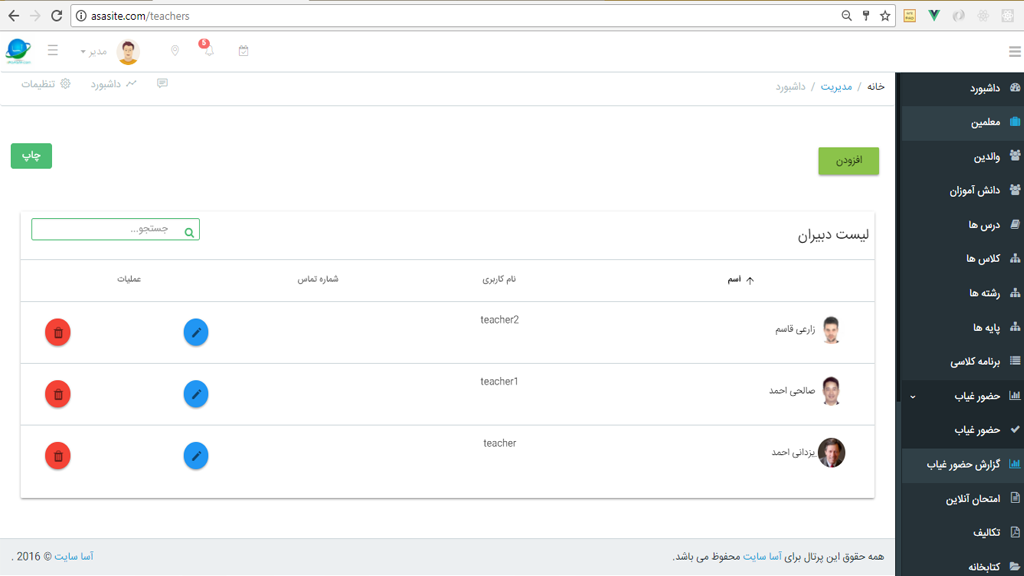 asasite.com/teachers
مدیر
5
خانه / مدیریت / داشبورد
داشبورد
تنظیمات
افزودن
چاپ
لیست دبیران
جستجو...
اسم
نام کاربری
شماره تماس
عملیات
زارعی قاسم
teacher2
صالحی احمد
teacher1
یزدانی احمد
teacher
همه حقوق این پرتال برای آسا سایت محفوظ می باشد.
آسا سایت © 2016 .
داشبورد
معلمین
والدین
دانش آموزان
درس ها
کلاس ها
رشته ها
پایه ها
برنامه کلاسی
حضور غیاب
حضور غیاب
گزارش حضور غیاب
امتحان آنلاین
تکالیف
کتابخانه